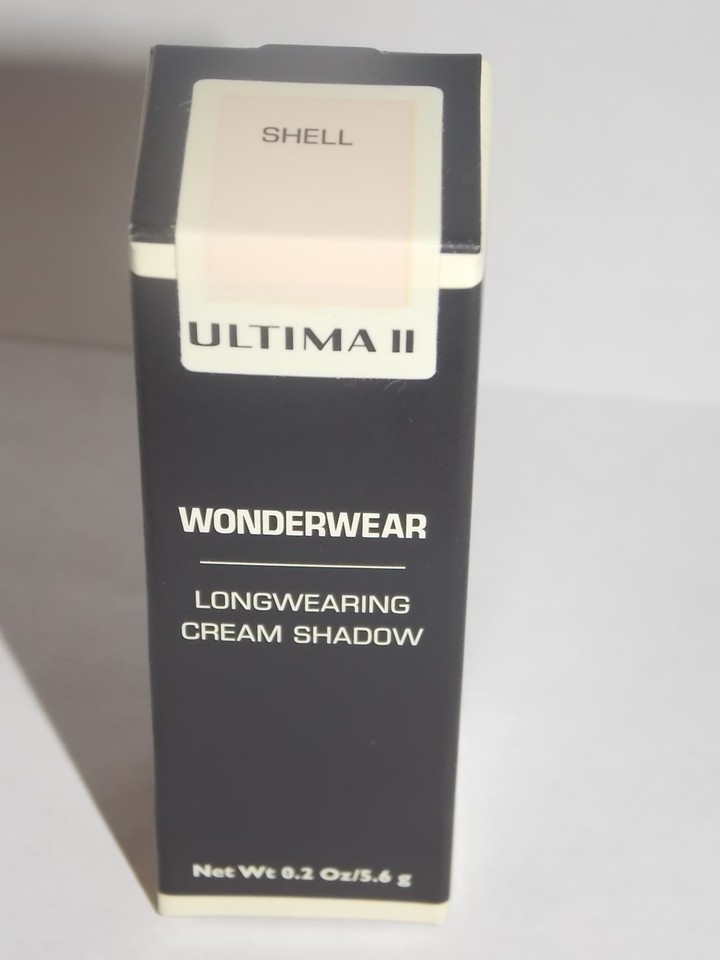 SHELL
ULTIMA II
WONDERWEAR
LONGWEARING
CREAM SHADOW
Net Wt 0.2 Oz/5.6 g